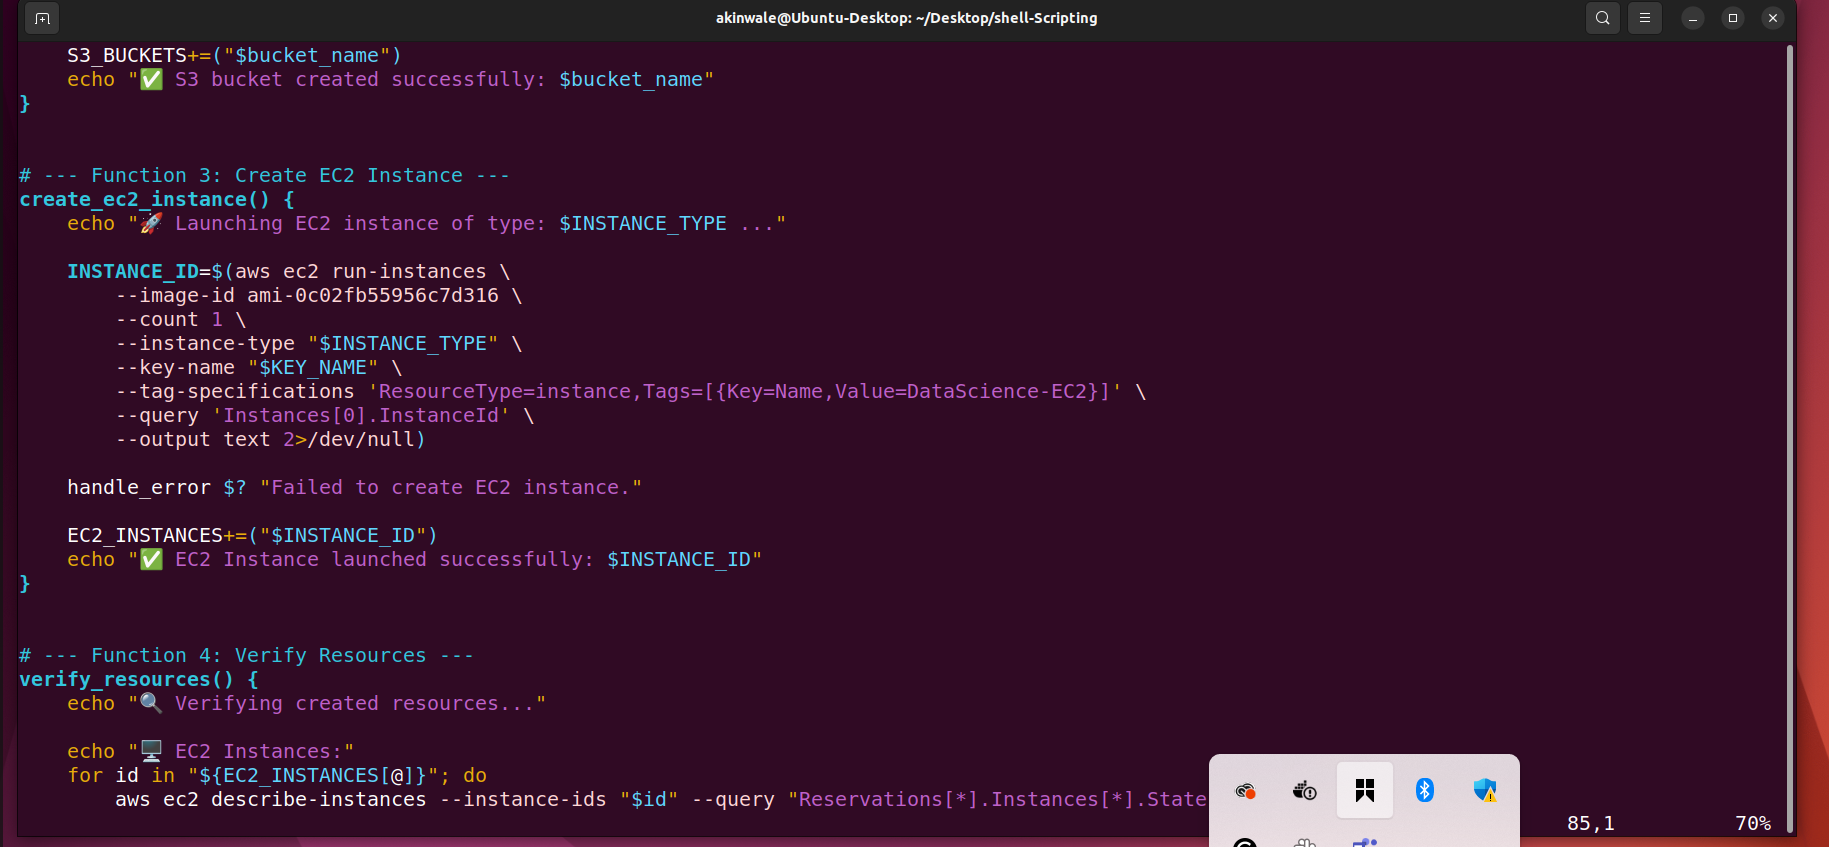 akinwale@Ubuntu-Desktop: ~/Desktop/shell-Scripting
    S3_BUCKETS+=("$bucket_name")
    echo "✅ S3 bucket created successfully: $bucket_name"
}
# --- Function 3: Create EC2 Instance ---
create_ec2_instance() {
    echo "🚀 Launching EC2 instance of type: $INSTANCE_TYPE ..."
    INSTANCE_ID=$(aws ec2 run-instances \
        --image-id ami-0c02fb55956c7d316 \
        --count 1 \
        --instance-type "$INSTANCE_TYPE" \
        --key-name "$KEY_NAME" \
        --tag-specifications 'ResourceType=instance,Tags=[{Key=Name,Value=DataScience-EC2}]' \
        --query 'Instances[0].InstanceId' \
        --output text 2>/dev/null)
    handle_error $? "Failed to create EC2 instance."
    EC2_INSTANCES+=("$INSTANCE_ID")
    echo "✅ EC2 Instance launched successfully: $INSTANCE_ID"
}
# --- Function 4: Verify Resources ---
verify_resources() {
    echo "🔍 Verifying created resources..."
    echo "🖥️ EC2 Instances:"
    for id in "${EC2_INSTANCES[@]}"; do
        aws ec2 describe-instances --instance-ids "$id" --query "Reservations[*].Instances[*].State
85,1 70%